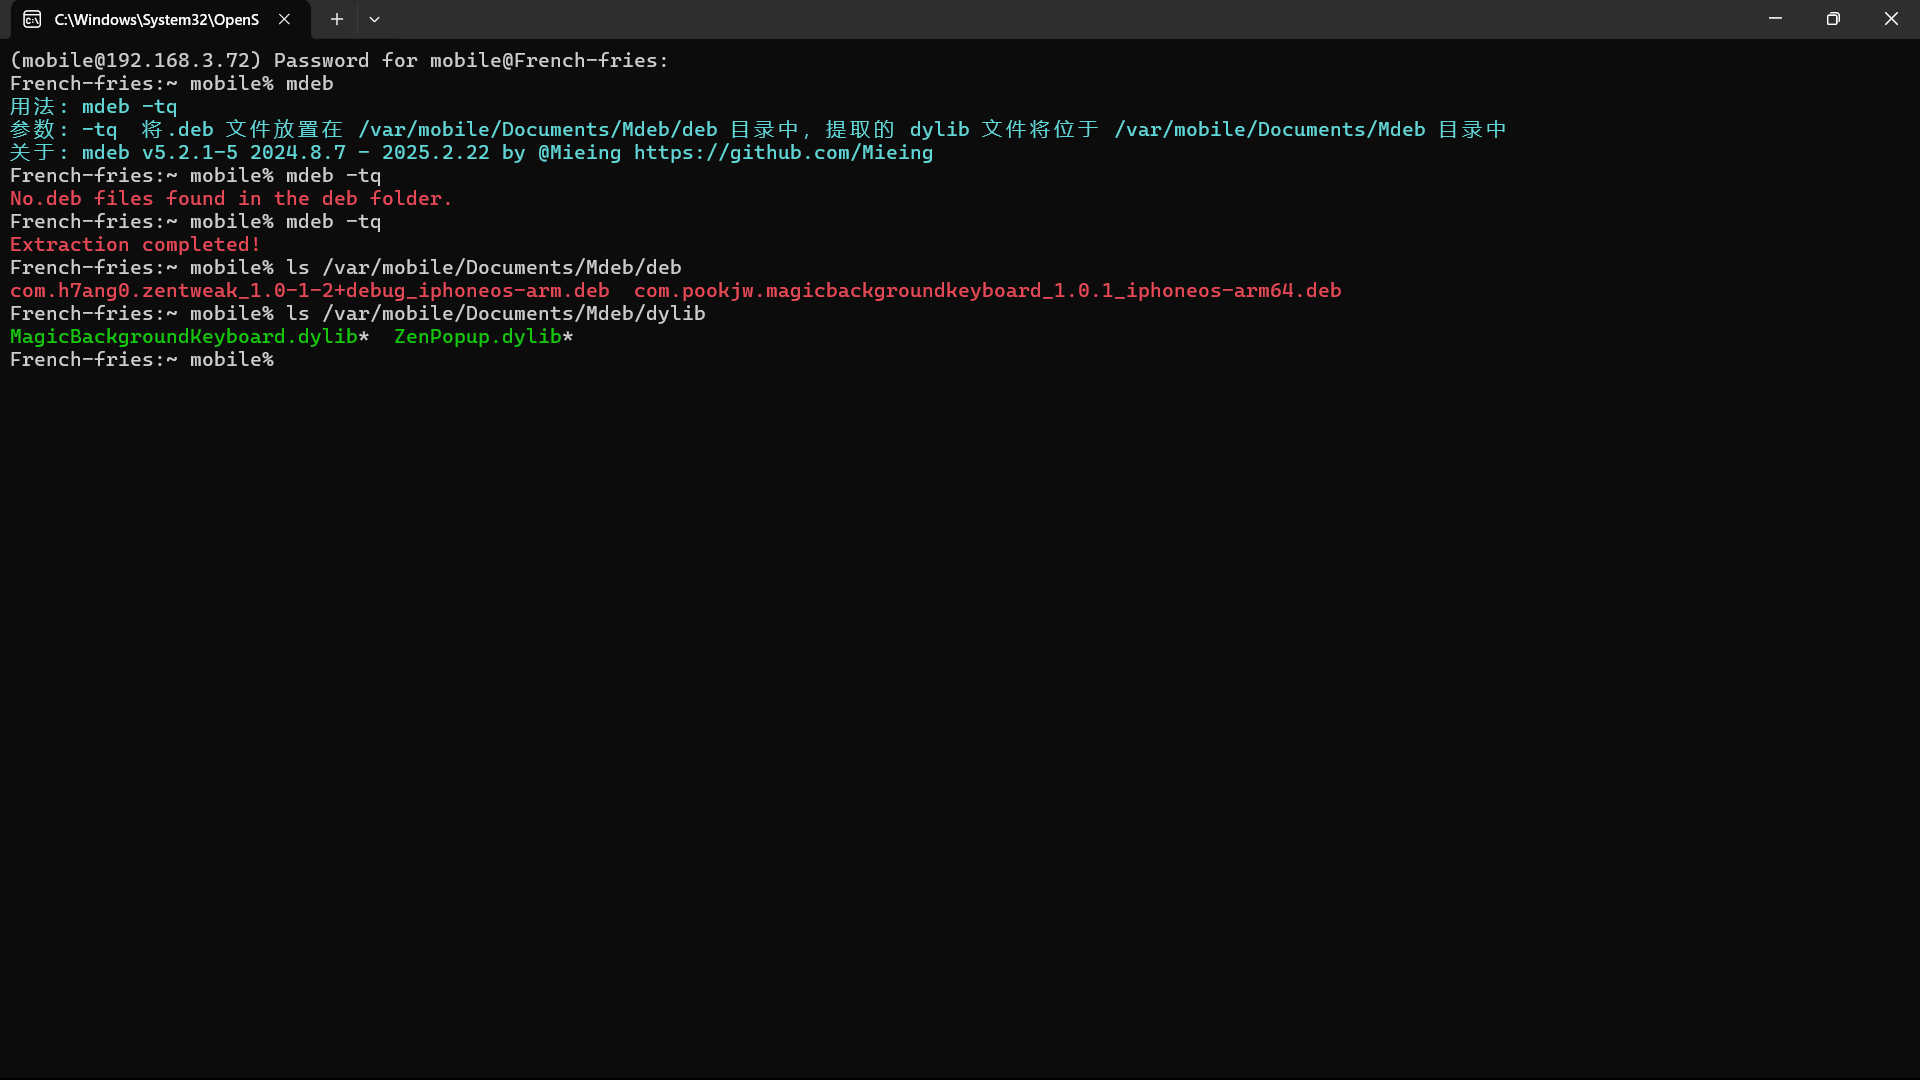 C:\Windows\System32\OpenS
(mobile@192.168.3.72) Password for mobile@French-fries:
French-fries:~ mobile% mdeb
用法: mdeb -tq
参数: -tq  将.deb 文件放置在 /var/mobile/Documents/Mdeb/deb 目录中, 提取的 dylib 文件将位于 /var/mobile/Documents/Mdeb 目录中
关于: mdeb v5.2.1-5 2024.8.7 - 2025.2.22 by @Mieing https://github.com/Mieing
French-fries:~ mobile% mdeb -tq
No.deb files found in the deb folder.
French-fries:~ mobile% mdeb -tq
Extraction completed!
French-fries:~ mobile% ls /var/mobile/Documents/Mdeb/deb
com.h7ang0.zentweak_1.0-1-2+debug_iphoneos-arm.deb  com.pookjw.magicbackgroundkeyboard_1.0.1_iphoneos-arm64.deb
French-fries:~ mobile% ls /var/mobile/Documents/Mdeb/dylib
MagicBackgroundKeyboard.dylib*  ZenPopup.dylib*
French-fries:~ mobile%